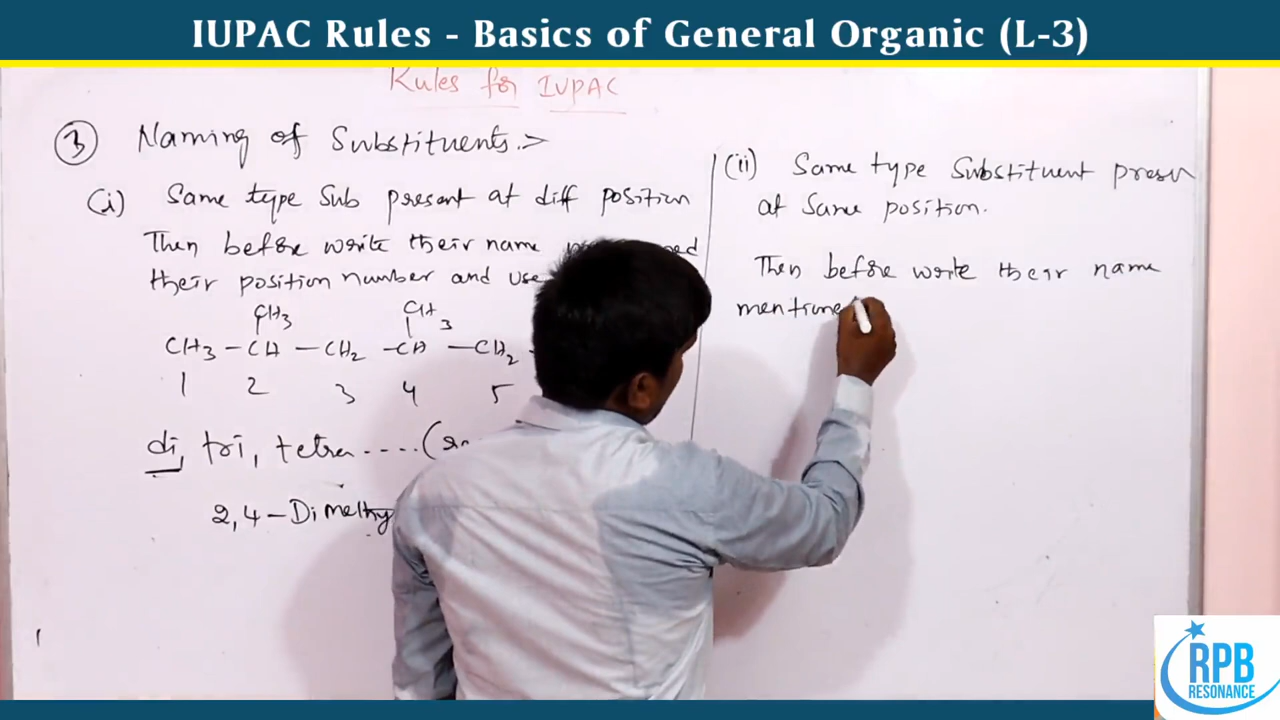 IUPAC Rules - Basics of General Organic (L-3)
Rules for IUPAC
3 Naming of Substituents :->
(i) Same type Sub present at diff position
Then before write their name
their position number and use
CH3 CH3
CH3 – CH – CH2 – CH – CH2
1 2 3 4 5
di, tri, tetra ....(
2,4 – Dimethy
(ii) Same type Substituent presen
at same position.
Then before write their name
mentione
RPB
RESONANCE